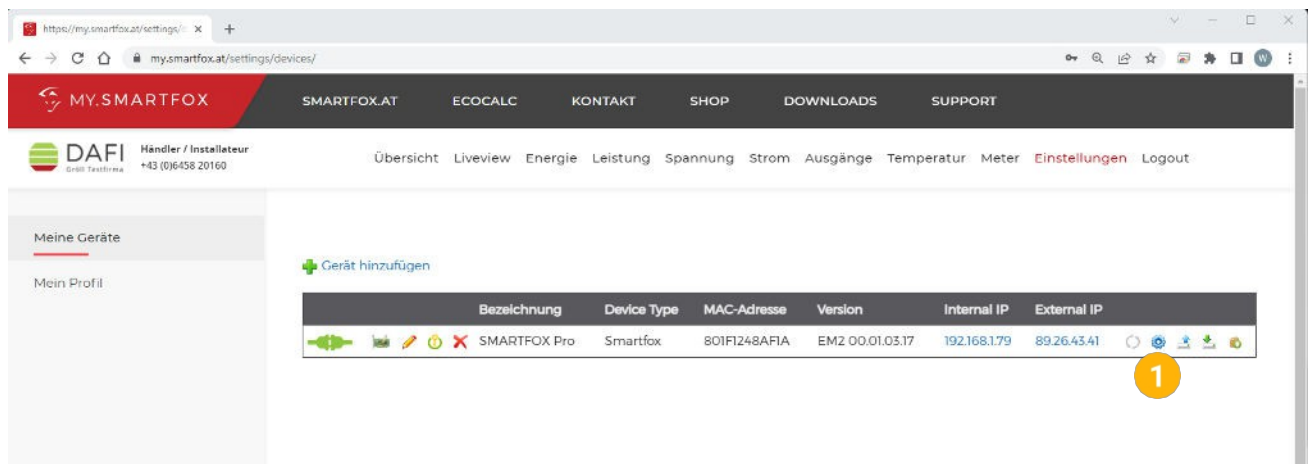 https://my.smartfox.at/settings/
my.smartfox.at/settings/devices/
W
MY.SMARTFOX
SMARTFOX.AT ECOCALC KONTAKT SHOP DOWNLOADS SUPPORT
DAFI
Größl Testfirma
Händler / Installateur
+43 (0)6458 20160
Übersicht Liveview Energie Leistung Spannung Strom Ausgänge Temperatur Meter Einstellungen Logout
Meine Geräte
Mein Profil
Gerät hinzufügen
Bezeichnung Device Type MAC-Adresse Version Internal IP External IP
SMARTFOX Pro Smartfox 801F1248AF1A EM2 00.01.03.17 192.168.1.79 89.26.43.41
1